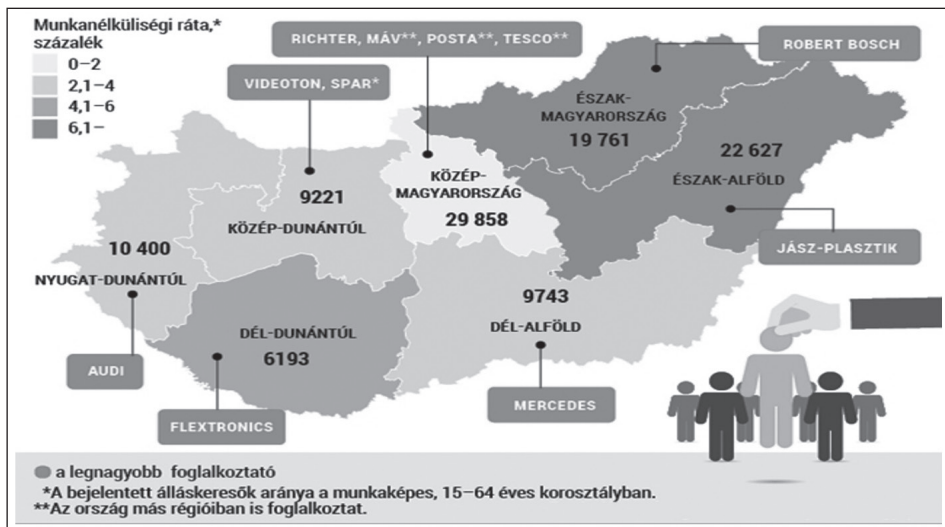 Munkanélküliségi ráta,*
százalék
0–2
2,1–4
4,1–6
6,1–
RICHTER, MÁV**, POSTA**, TESCO**
ROBERT BOSCH
VIDEOTON, SPAR*
ÉSZAK-
MAGYARORSZÁG
19 761
22 627
ÉSZAK-ALFÖLD
KÖZÉP-
MAGYARORSZÁG
29 858
9221
KÖZÉP-DUNÁNTÚL
10 400
NYUGAT-DUNÁNTÚL
JÁSZ-PLASZTIK
9743
DÉL-ALFÖLD
DÉL-DUNÁNTÚL
6193
AUDI
MERCEDES
FLEXTRONICS
a legnagyobb foglalkoztató
*A bejelentett álláskeresők aránya a munkaképes, 15–64 éves korosztályban.
**Az ország más régióiban is foglalkoztat.